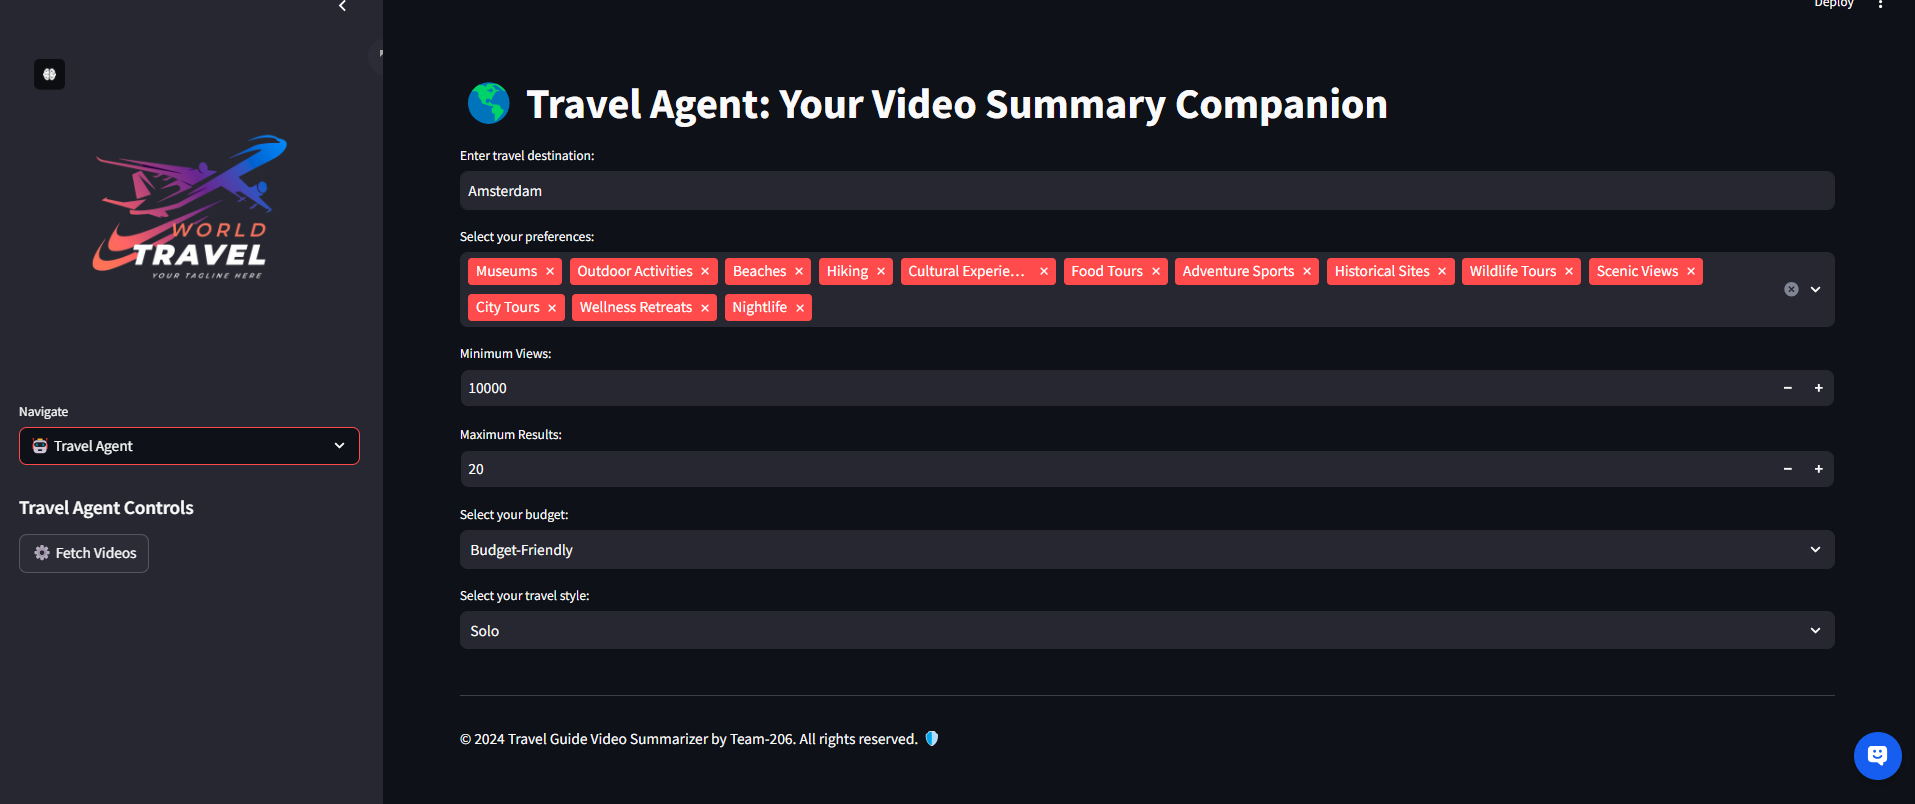 Deploy
WORLD
TRAVEL
YOUR TAGLINE HERE
Navigate
Travel Agent
Travel Agent Controls
Fetch Videos
Travel Agent: Your Video Summary Companion
Enter travel destination:
Amsterdam
Select your preferences:
Museums Outdoor Activities Beaches Hiking Cultural Experie... Food Tours Adventure Sports Historical Sites Wildlife Tours Scenic Views
City Tours Wellness Retreats Nightlife
Minimum Views:
10000
Maximum Results:
20
Select your budget:
Budget-Friendly
Select your travel style:
Solo
© 2024 Travel Guide Video Summarizer by Team-206. All rights reserved.